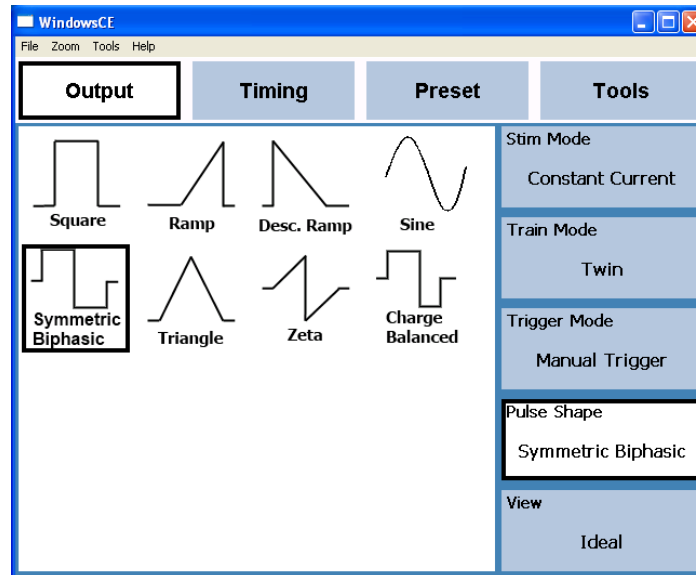 WindowsCE
File Zoom Tools Help
Output Timing Preset Tools
Square Ramp Desc. Ramp Sine
Symmetric
Biphasic
Triangle
Zeta
Charge
Balanced
Stim Mode
Constant Current
Train Mode
Twin
Trigger Mode
Manual Trigger
Pulse Shape
Symmetric Biphasic
View
Ideal